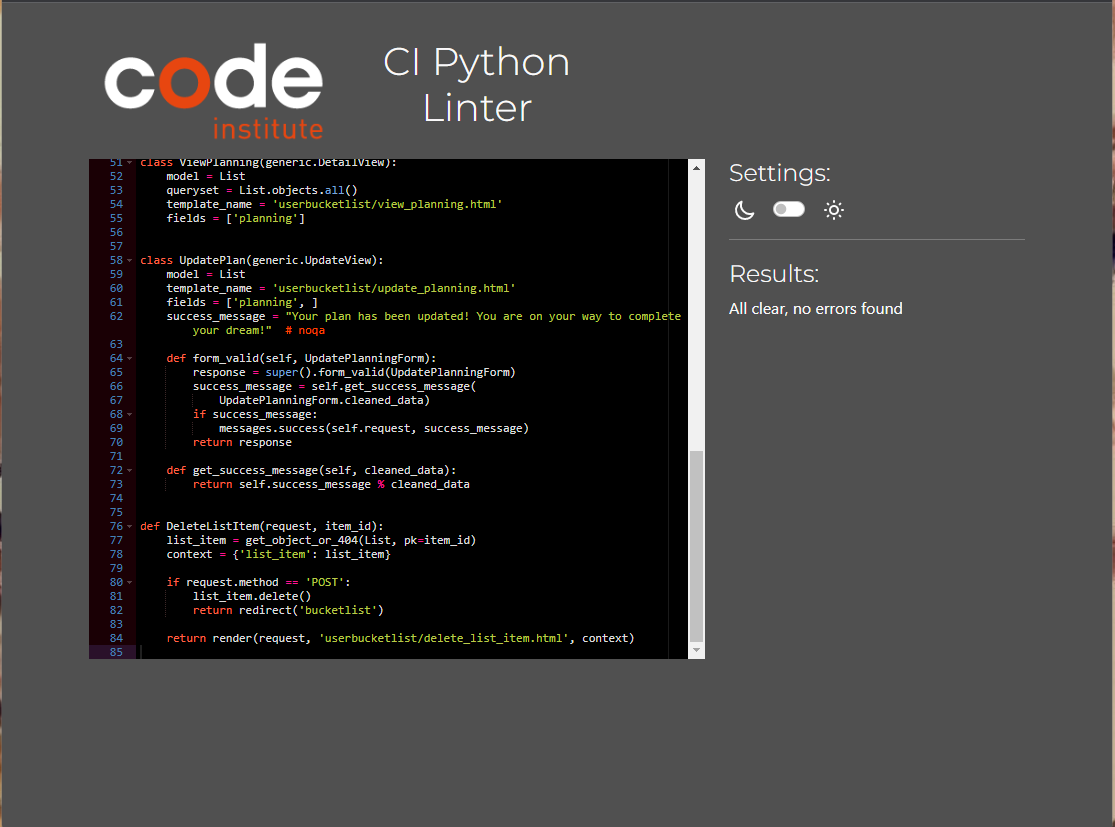 code
institute
CI Python
Linter
51 class ViewPlanning(generic.DetailView):
52     model = List
53     queryset = List.objects.all()
54     template_name = 'userbucketlist/view_planning.html'
55     fields = ['planning']
56
57
58 class UpdatePlan(generic.UpdateView):
59     model = List
60     template_name = 'userbucketlist/update_planning.html'
61     fields = ['planning', ]
62     success_message = "Your plan has been updated! You are on your way to complete
        your dream!"  # noqa
63
64     def form_valid(self, UpdatePlanningForm):
65         response = super().form_valid(UpdatePlanningForm)
66         success_message = self.get_success_message(
67             UpdatePlanningForm.cleaned_data)
68         if success_message:
69             messages.success(self.request, success_message)
70         return response
71
72     def get_success_message(self, cleaned_data):
73         return self.success_message % cleaned_data
74
75
76 def DeleteListItem(request, item_id):
77     list_item = get_object_or_404(List, pk=item_id)
78     context = {'list_item': list_item}
79
80     if request.method == 'POST':
81         list_item.delete()
82         return redirect('bucketlist')
83
84     return render(request, 'userbucketlist/delete_list_item.html', context)
85
Settings:
Results:
All clear, no errors found